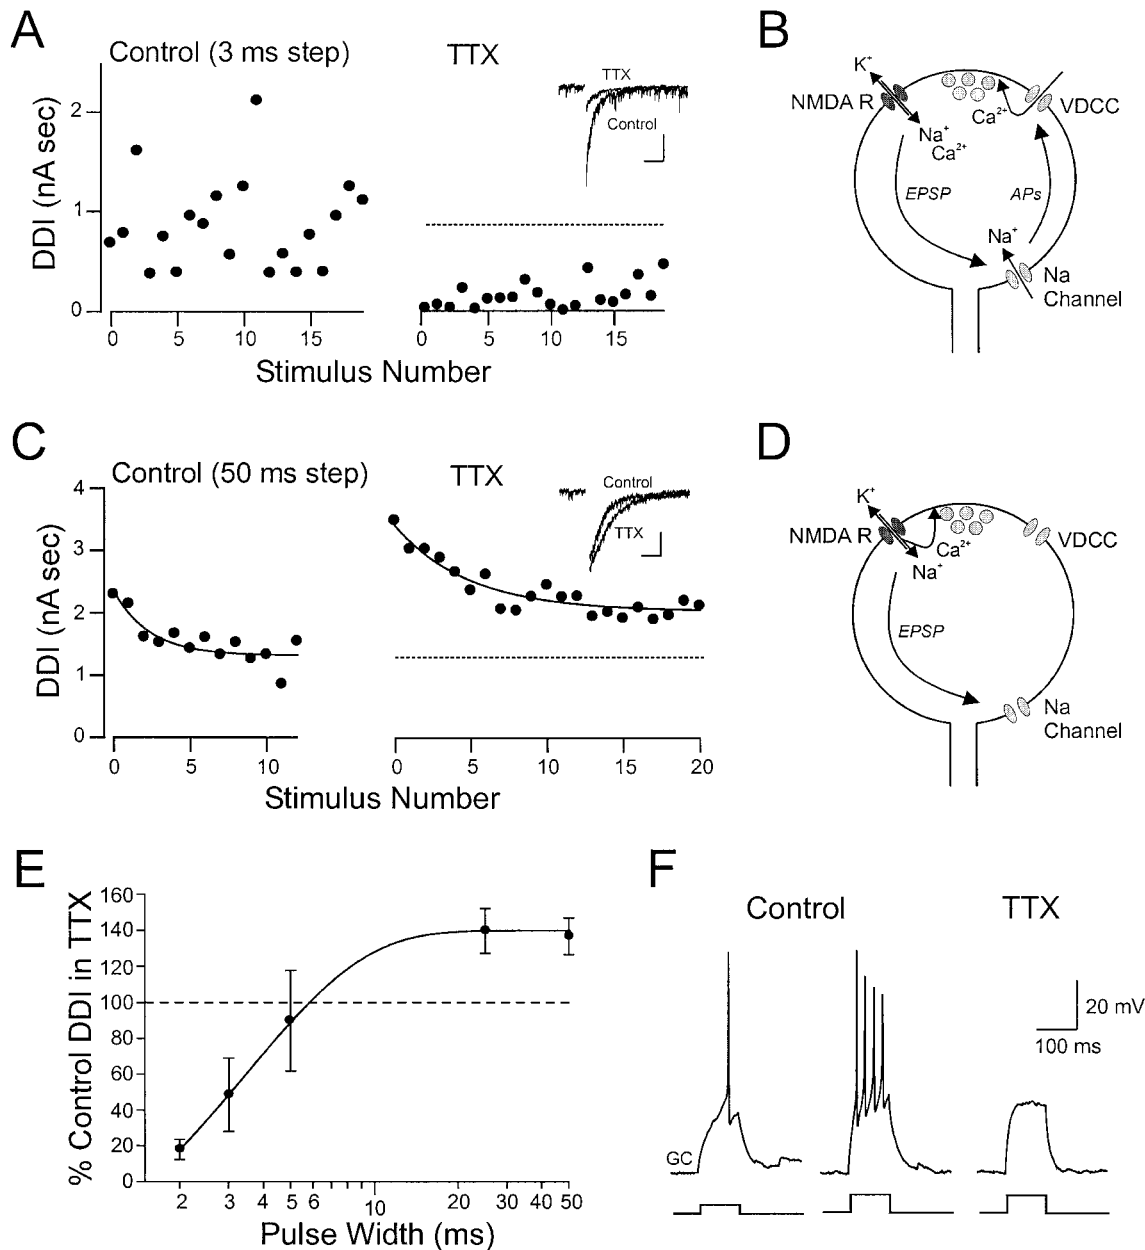 A
Control (3 ms step)
TTX
DDI (nA sec)
2
1
0
TTX
Control
0 5 10 15
0 5 10 15
Stimulus Number
B
K+
NMDA R
Na+
Ca2+
Ca2+
VDCC
EPSP
APs
Na+
Na
Channel
C
Control (50 ms step)
TTX
DDI (nA sec)
4
3
2
1
0
Control
TTX
0 5 10
0 5 10 15 20
Stimulus Number
D
K+
NMDA R
Ca2+
Na+
VDCC
EPSP
Na
Channel
E
% Control DDI in TTX
160
140
120
100
80
60
40
20
0
2 3 4 5 6 10 20 30 40 50
Pulse Width (ms)
F
Control
TTX
20 mV
100 ms
GC